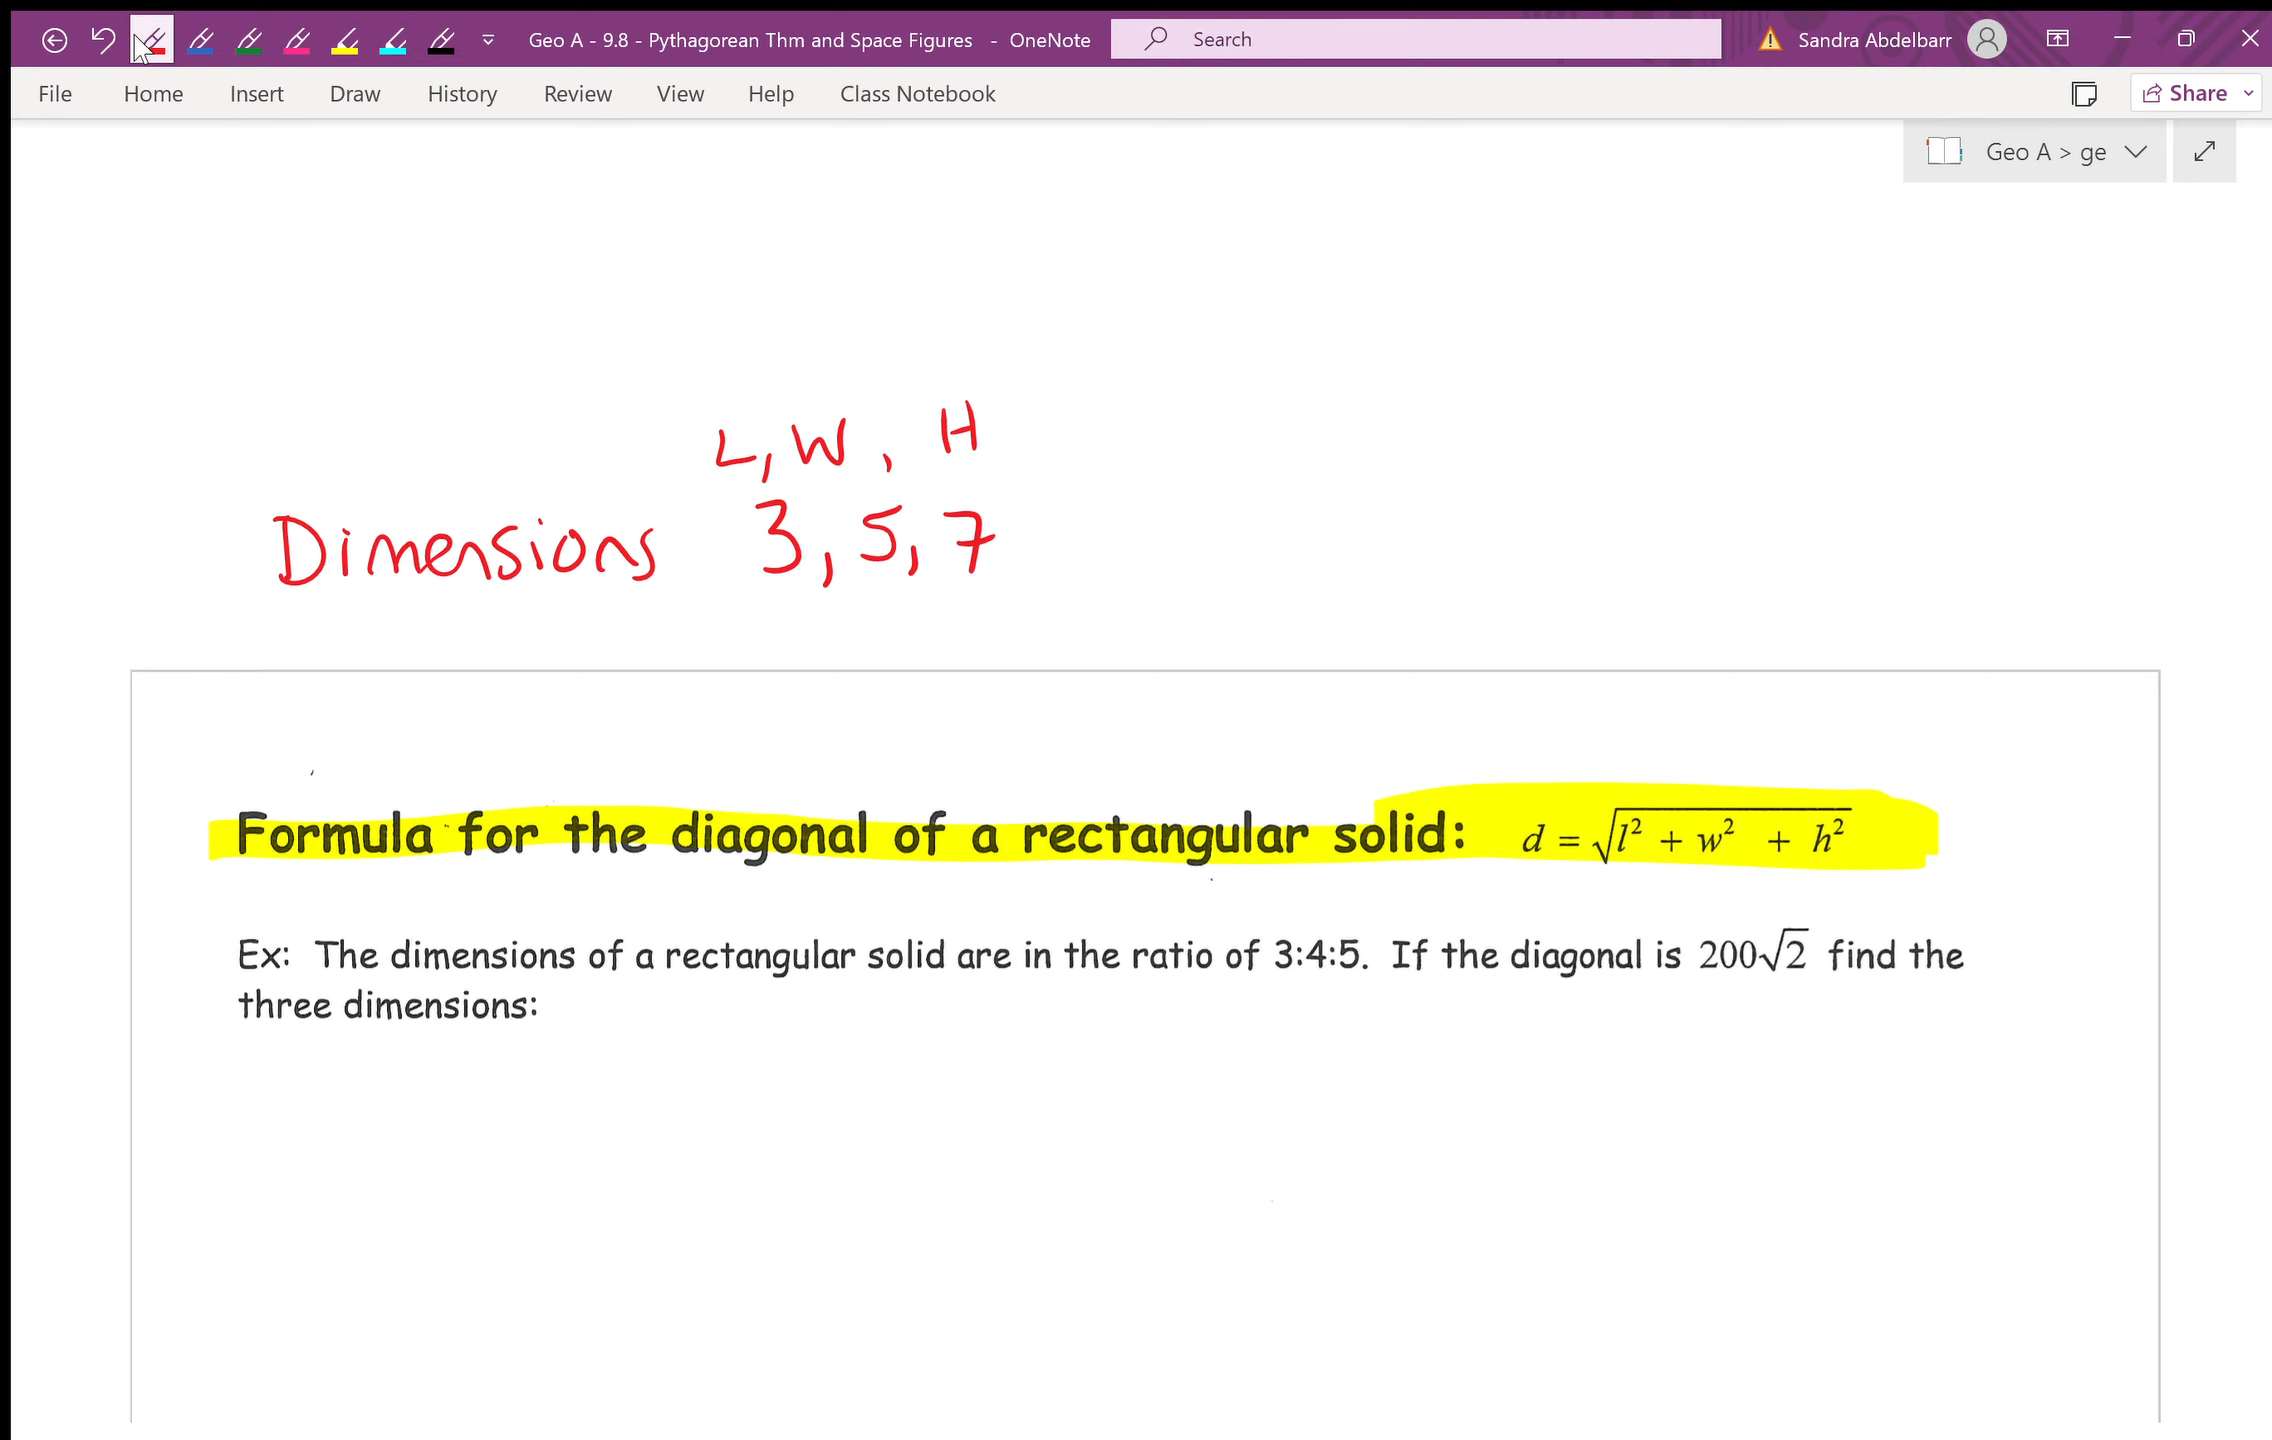 Geo A - 9.8 - Pythagorean Thm and Space Figures - OneNote
Search
Sandra Abdelbarr
File Home Insert Draw History Review View Help Class Notebook
Share
Geo A > ge
L, W, H
Dimensions 3, 5, 7
Formula for the diagonal of a rectangular solid: d = √(l² + w² + h²)
Ex: The dimensions of a rectangular solid are in the ratio of 3:4:5. If the diagonal is 200√2 find the
three dimensions: